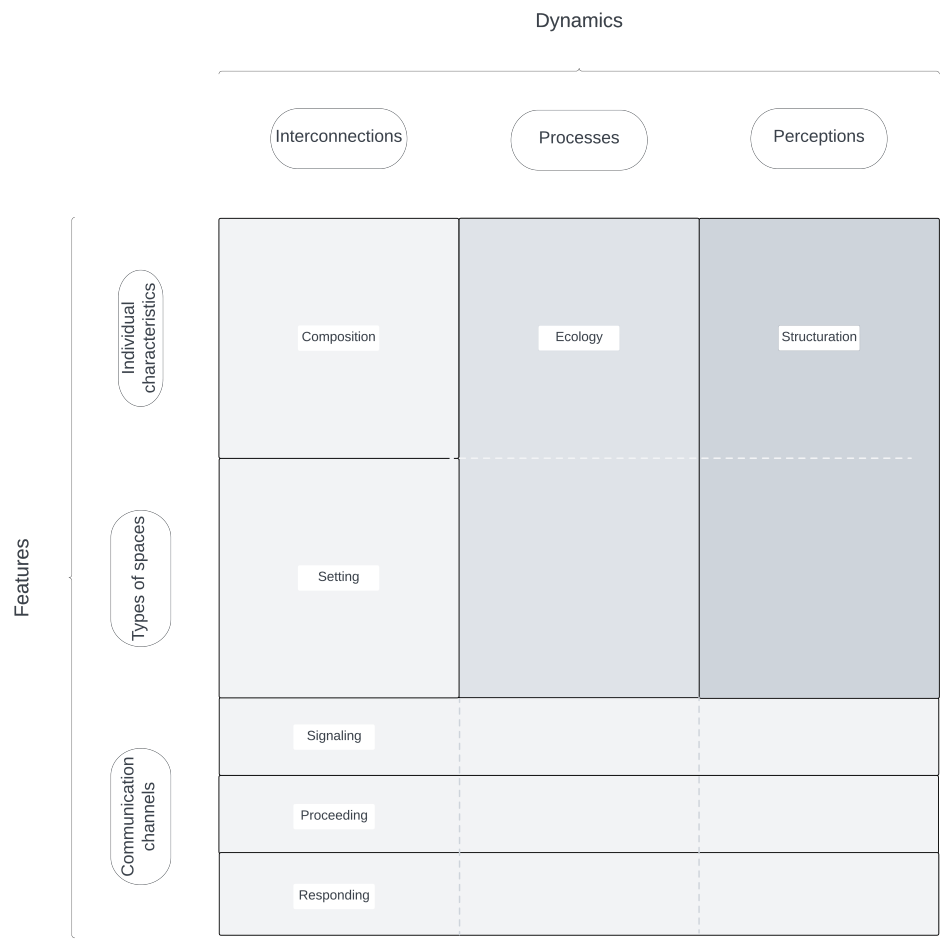 Dynamics
Interconnections
Processes
Perceptions
Features
Individual
characteristics
Composition
Ecology
Structuration
Types of spaces
Setting
Communication
channels
Signaling
Proceeding
Responding